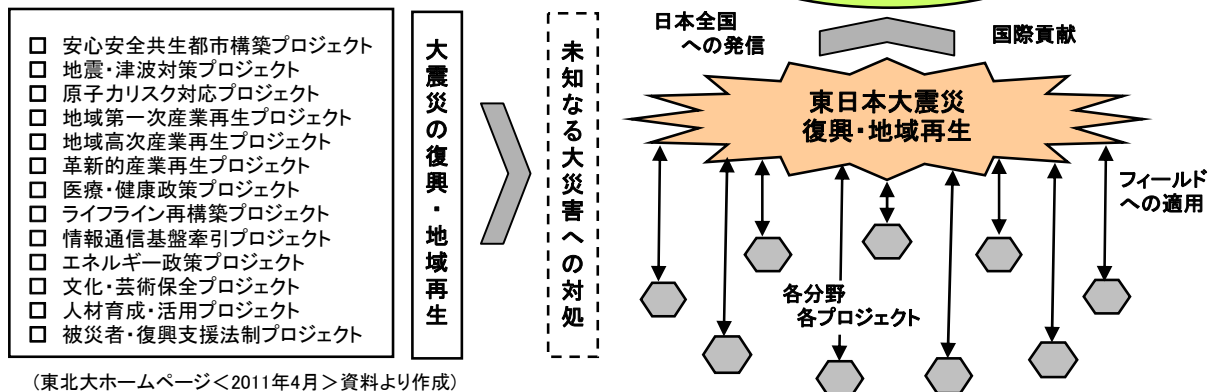 □ 安心安全共生都市構築プロジェクト
□ 地震・津波対策プロジェクト
□ 原子力リスク対応プロジェクト
□ 地域第一次産業再生プロジェクト
□ 地域高次産業再生プロジェクト
□ 革新的産業再生プロジェクト
□ 医療・健康政策プロジェクト
□ ライフライン再構築プロジェクト
□ 情報通信基盤牽引プロジェクト
□ エネルギー政策プロジェクト
□ 文化・芸術保全プロジェクト
□ 人材育成・活用プロジェクト
□ 被災者・復興支援法制プロジェクト
大震災の復興・地域再生
未知なる大災害への対処
日本全国
への発信
国際貢献
東日本大震災
復興・地域再生
フィールド
への適用
各分野
各プロジェクト
(東北大ホームページ<2011年4月>資料より作成)